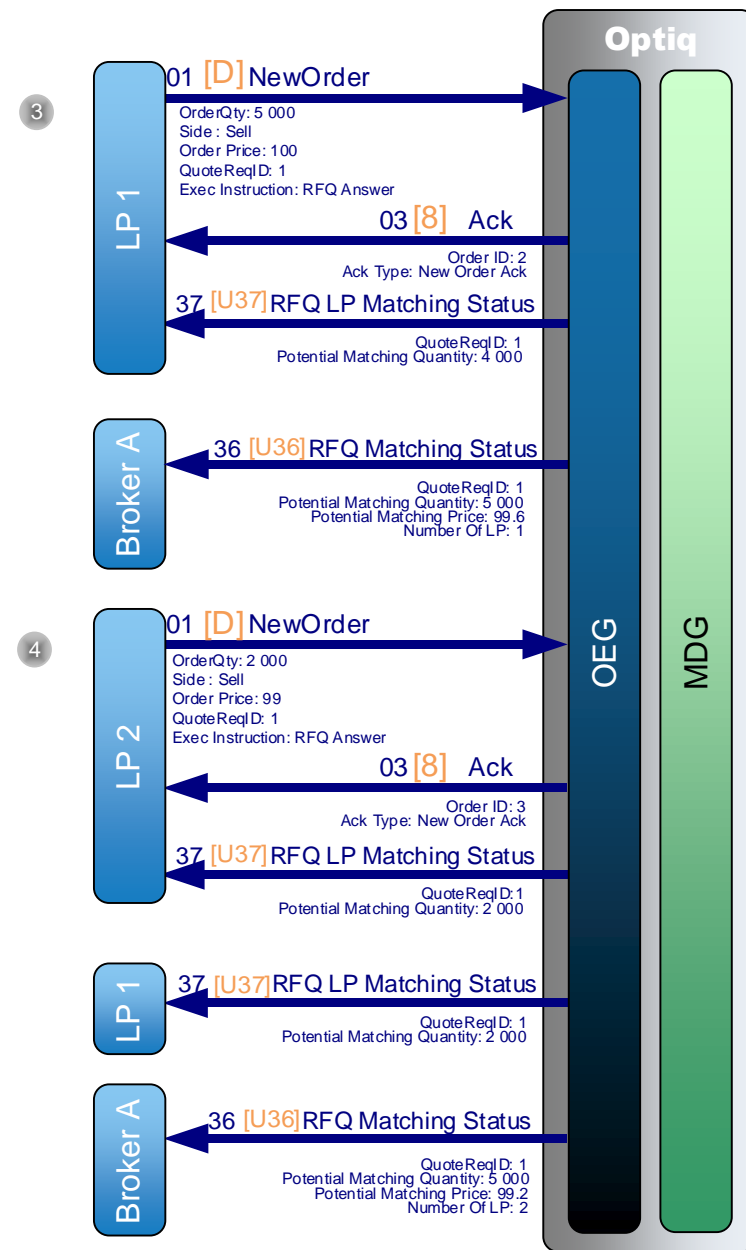 Optiq
3
LP 1
01 [D] NewOrder
OrderQty: 5 000
Side : Sell
Order Price: 100
QuoteReqID: 1
Exec Instruction: RFQ Answer
03 [8] Ack
Order ID: 2
Ack Type: New Order Ack
37 [U37] RFQ LP Matching Status
QuoteReqID: 1
Potential Matching Quantity: 4 000
Broker A
36 [U36] RFQ Matching Status
QuoteReqID: 1
Potential Matching Quantity: 5 000
Potential Matching Price: 99.6
Number Of LP: 1
OEG
MDG
4
LP 2
01 [D] NewOrder
OrderQty: 2 000
Side : Sell
Order Price: 99
QuoteReqID: 1
Exec Instruction: RFQ Answer
03 [8] Ack
Order ID: 3
Ack Type: New Order Ack
37 [U37] RFQ LP Matching Status
QuoteReqID:1
Potential Matching Quantity: 2 000
LP 1
37 [U37] RFQ LP Matching Status
QuoteReqID: 1
Potential Matching Quantity: 2 000
Broker A
36 [U36] RFQ Matching Status
QuoteReqID: 1
Potential Matching Quantity: 5 000
Potential Matching Price: 99.2
Number Of LP: 2